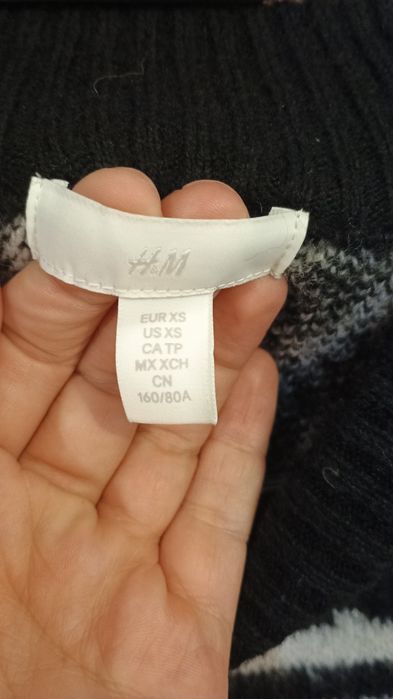 H&M
EUR XS
US XS
CA TP
MX XCH
CN
160/80A